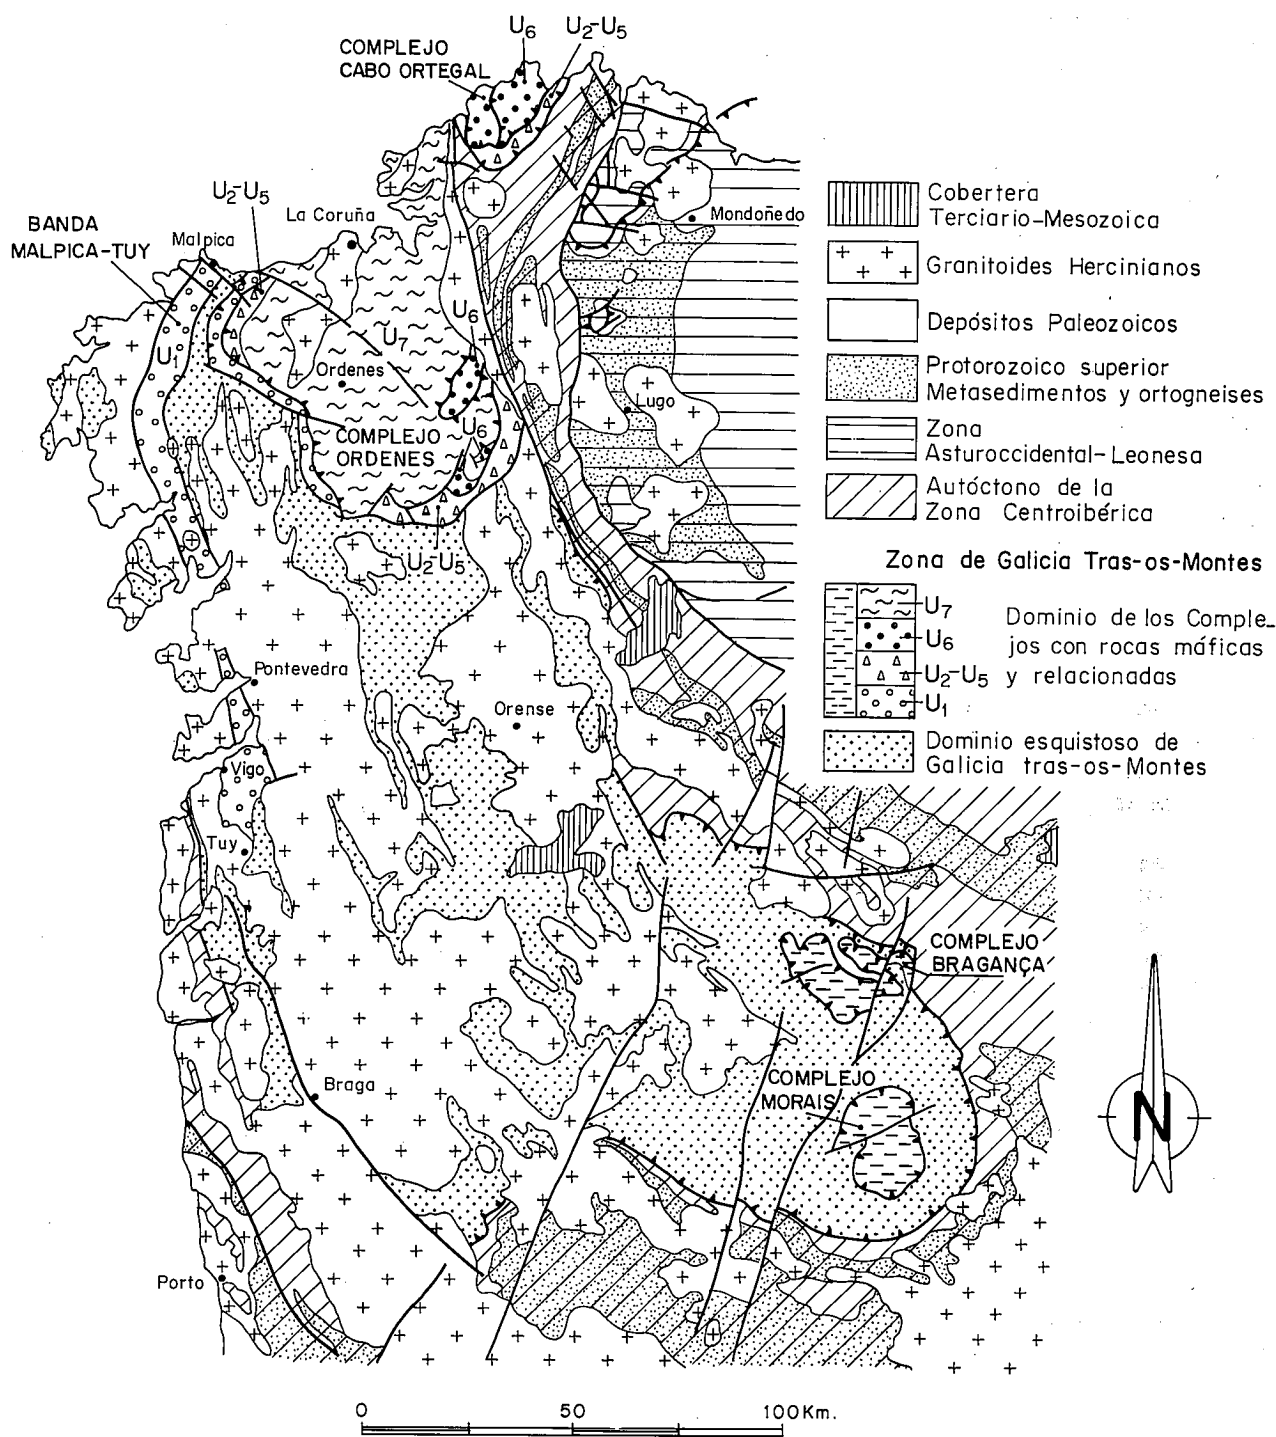 U6
U2-U5
COMPLEJO
CABO ORTEGAL
U2-U5
La Coruña
Mondoñedo
BANDA
MALPICA-TUY
Malpica
U6
U1
U7
Ordenes
Lugo
COMPLEJO
ORDENES
U6
U2-U5
Pontevedra
Orense
Vigo
Tuy
COMPLEJO
BRAGANÇA
Braga
COMPLEJO
MORAIS
Porto
Cobertera
Terciario-Mesozoica
Granitoides Hercinianos
Depósitos Paleozoicos
Protorozoico superior
Metasedimentos y ortogneises
Zona
Asturoccidental-Leonesa
Autóctono de la
Zona Centroibérica
Zona de Galicia Tras-os-Montes
U7
U6
U2-U5
U1
Dominio de los Comple-
jos con rocas máficas
y relacionadas
Dominio esquistoso de
Galicia tras-os-Montes
N
0 50 100Km.